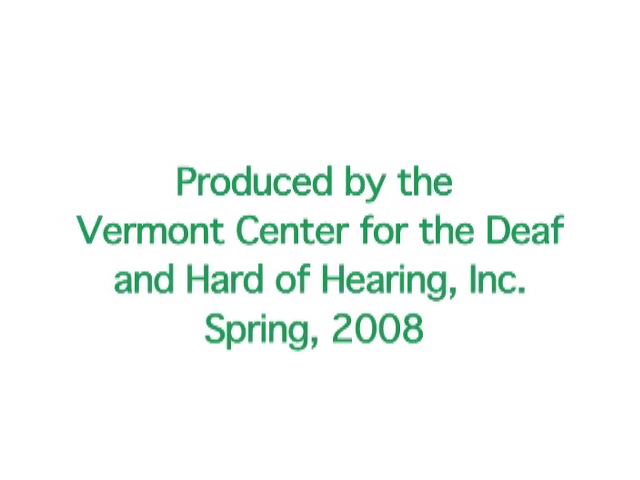 Produced by the
Vermont Center for the Deaf
and Hard of Hearing, Inc.
Spring, 2008